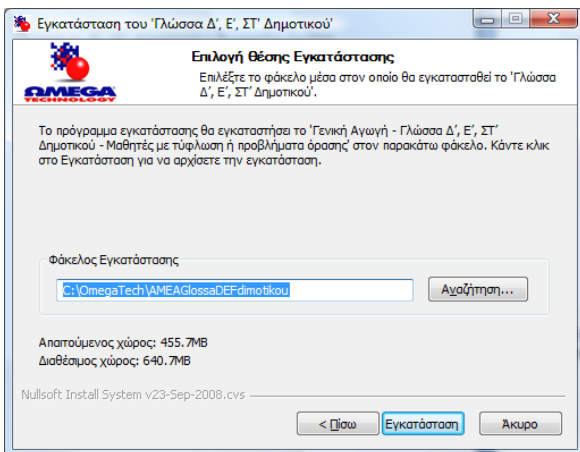 Εγκατάσταση του 'Γλώσσα Δ΄, Ε΄, ΣΤ΄ Δημοτικού'
ΩMEGA
TECHNOLOGY
Επιλογή Θέσης Εγκατάστασης
Επιλέξτε το φάκελο μέσα στον οποίο θα εγκατασταθεί το 'Γλώσσα
Δ΄, Ε΄, ΣΤ΄ Δημοτικού'.
Το πρόγραμμα εγκατάστασης θα εγκαταστήσει το 'Γενική Αγωγή - Γλώσσα Δ΄, Ε΄, ΣΤ΄
Δημοτικού - Μαθητές με τύφλωση ή προβλήματα όρασης' στον παρακάτω φάκελο. Κάντε κλικ
στο Εγκατάσταση για να αρχίσετε την εγκατάσταση.
Φάκελος Εγκατάστασης
C:\OmegaTech\AMEAGlossaDEFdimotikou
Αναζήτηση...
Απαιτούμενος χώρος: 455.7MB
Διαθέσιμος χώρος: 640.7MB
Nullsoft Install System v23-Sep-2008.cvs
< Πίσω
Εγκατάσταση
Άκυρο